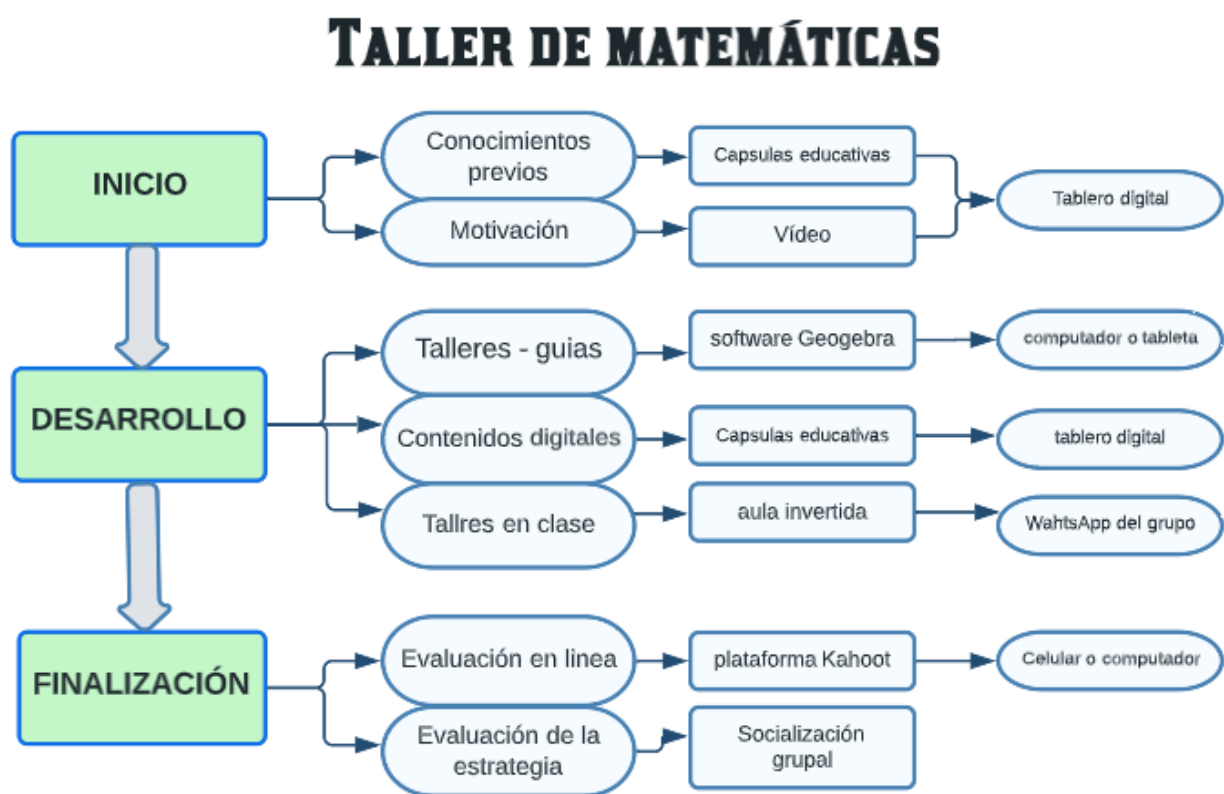 TALLER DE MATEMÁTICAS
INICIO
Conocimientos
previos
Capsulas educativas
Motivación
Vídeo
Tablero digital
DESARROLLO
Talleres - guias
software Geogebra
computador o tableta
Contenidos digitales
Capsulas educativas
tablero digital
Tallres en clase
aula invertida
WahtsApp del grupo
FINALIZACIÓN
Evaluación en linea
plataforma Kahoot
Celular o computador
Evaluación de la
estrategia
Socialización
grupal